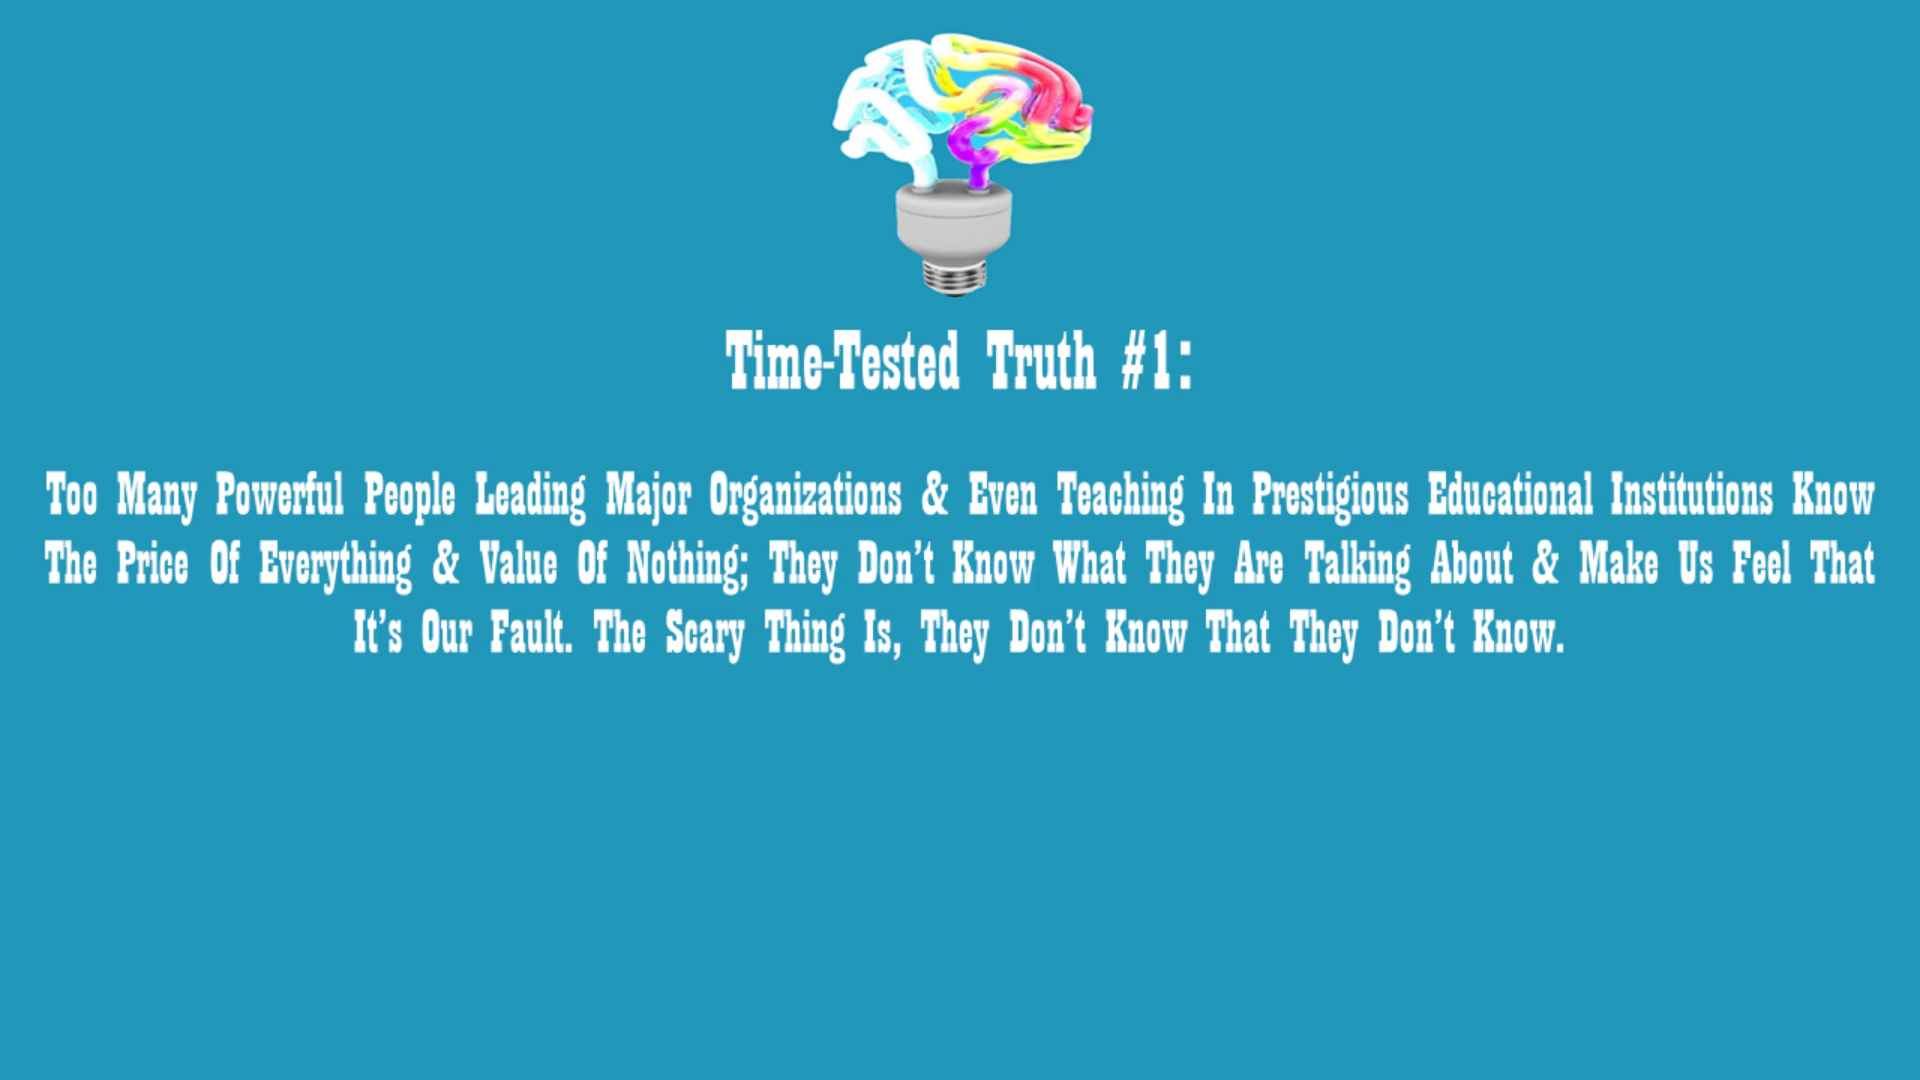 Time-Tested Truth #1:
Too Many Powerful People Leading Major Organizations & Even Teaching In Prestigious Educational Institutions Know
The Price Of Everything & Value Of Nothing; They Don’t Know What They Are Talking About & Make Us Feel That
It’s Our Fault. The Scary Thing Is, They Don’t Know That They Don’t Know.